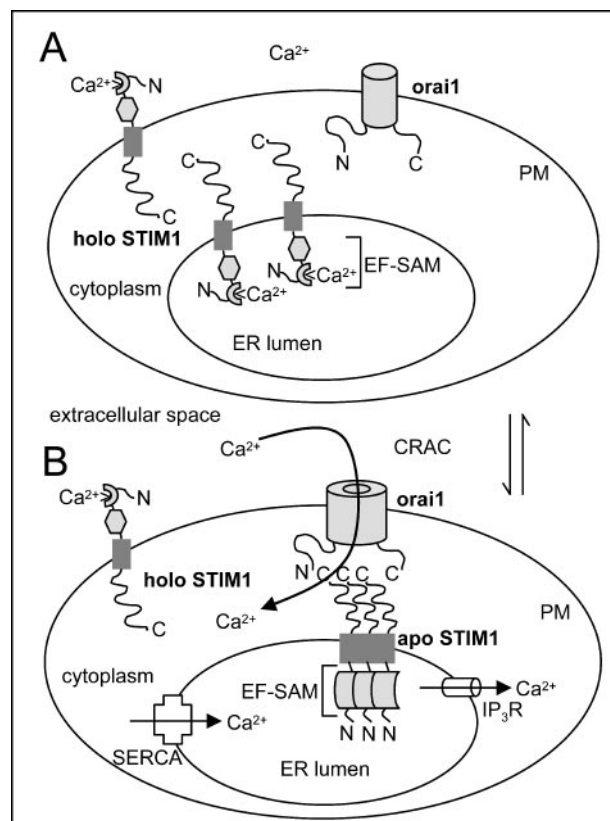 A
Ca²⁺
Ca²⁺ N
orai1
N
C
PM
C
C
C
holo STIM1
cytoplasm
N Ca²⁺
N Ca²⁺
EF-SAM
ER lumen
extracellular space
Ca²⁺
CRAC
B
Ca²⁺ N
orai1
holo STIM1
N C C C C
C
Ca²⁺
PM
apo STIM1
cytoplasm
EF-SAM
Ca²⁺
IP₃R
Ca²⁺
N N N
SERCA
ER lumen